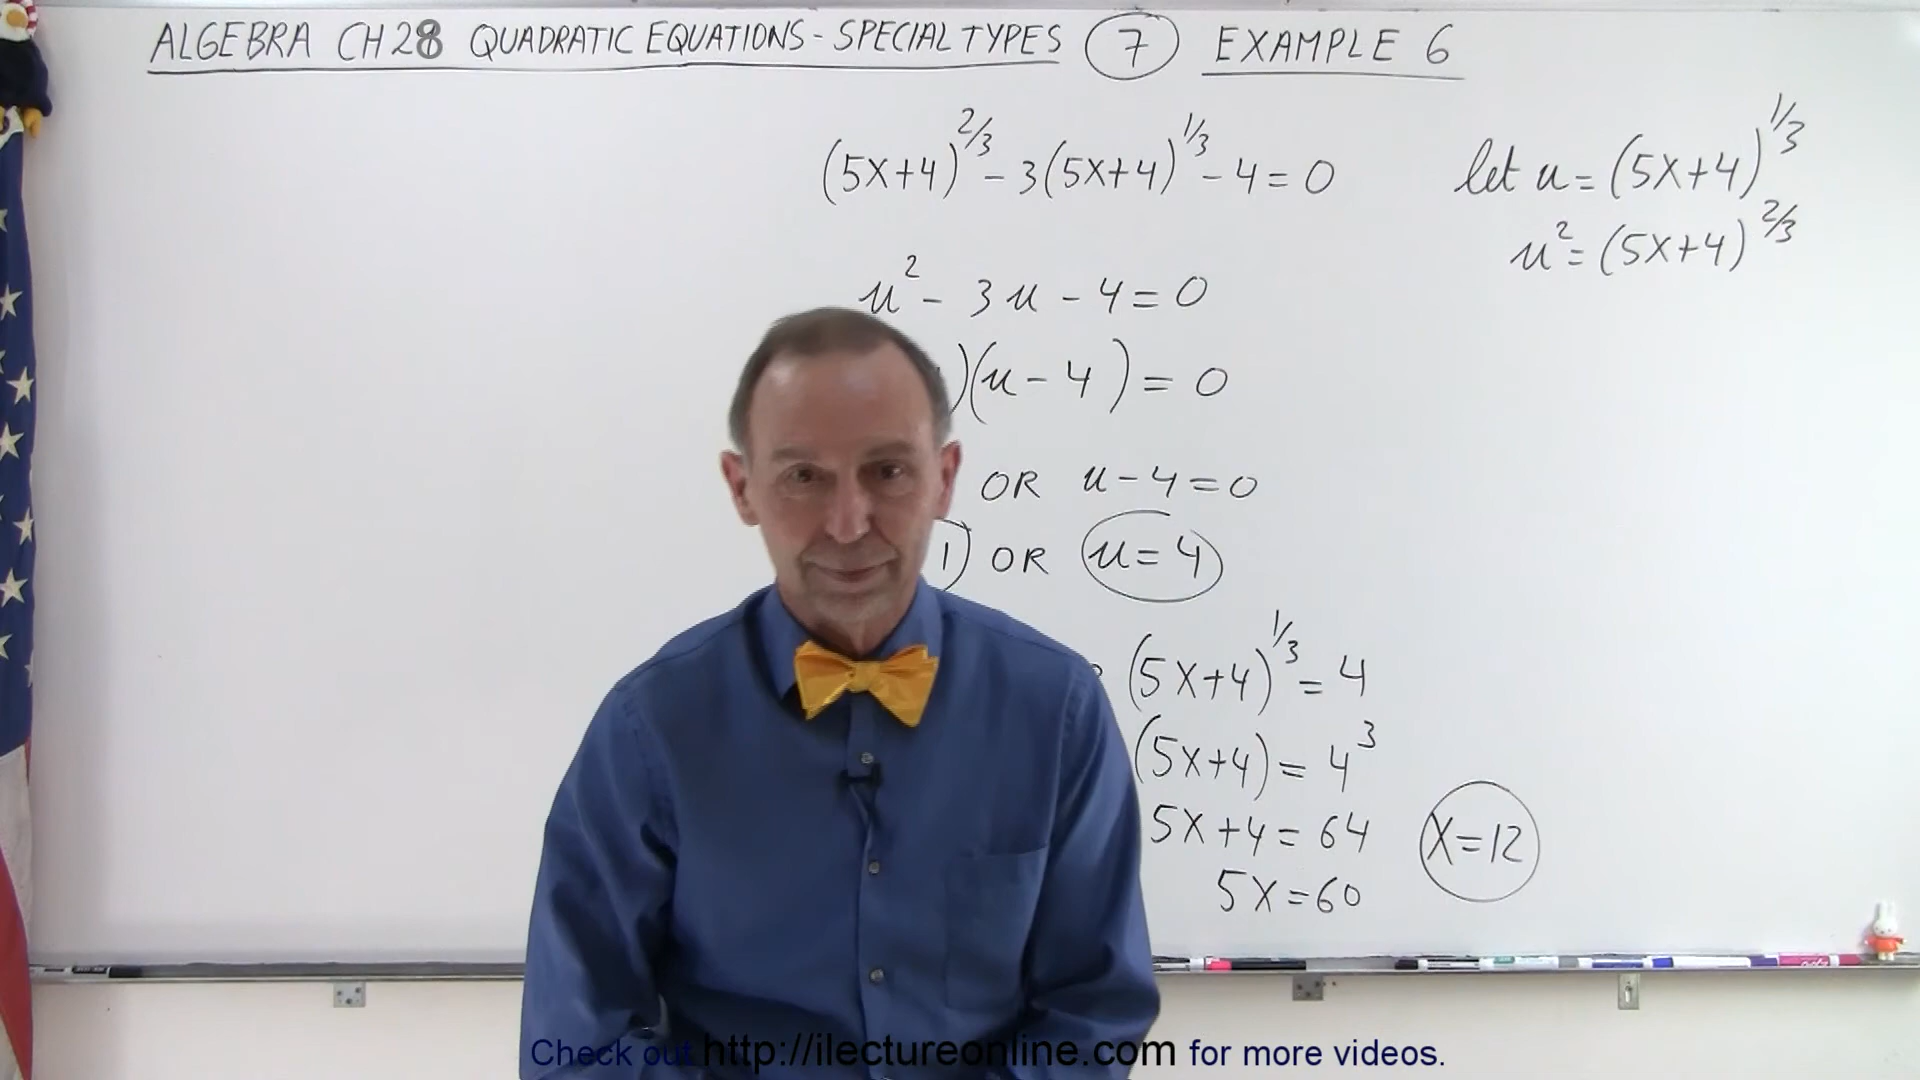 ALGEBRA CH 28 QUADRATIC EQUATIONS - SPECIAL TYPES 7 EXAMPLE 6
(5X+4)^2/3 - 3(5X+4)^1/3 - 4 = 0
let u = (5X+4)^1/3
u^2 = (5X+4)^2/3
u^2 - 3u - 4 = 0
)(u - 4) = 0
OR u - 4 = 0
1) OR u = 4
(5X+4)^1/3 = 4
(5X+4) = 4^3
5X+4 = 64
X = 12
5X = 60
Check out http://ilectureonline.com for more videos.